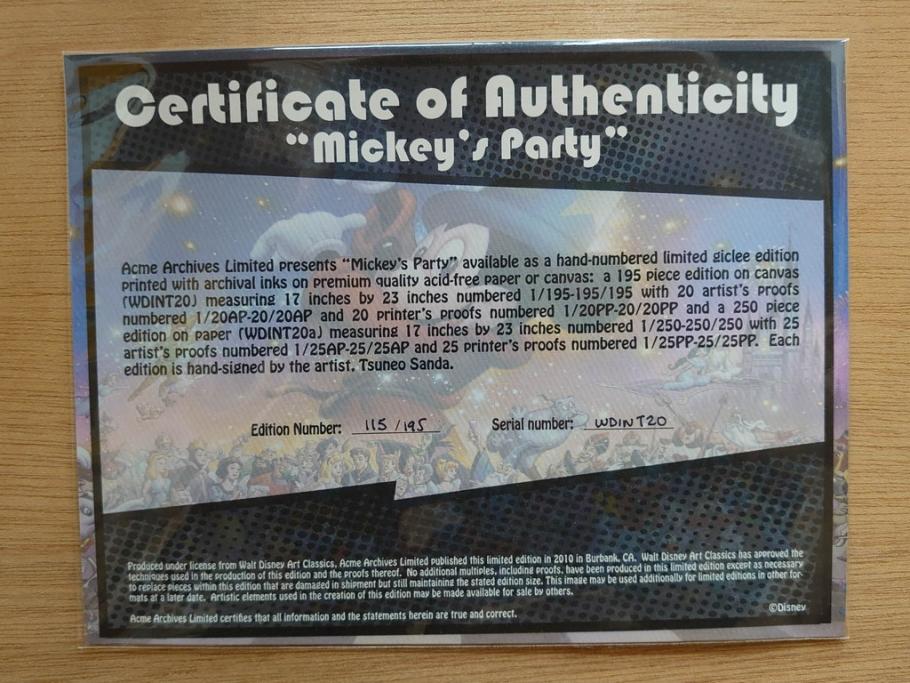 Certificate of Authenticity
“Mickey's Party”
Acme Archives Limited presents “Mickey's Party” available as a hand-numbered limited giclee edition
printed with archival inks on premium quality acid-free paper or canvas: a 195 piece edition on canvas
(WDINT20) measuring 17 inches by 23 inches numbered 1/195-195/195 with 20 artist's proofs
numbered 1/20AP-20/20AP and 20 printer's proofs numbered 1/20PP-20/20PP and a 250 piece
edition on paper (WDINT20a) measuring 17 inches by 23 inches numbered 1/250-250/250 with 25
artist's proofs numbered 1/25AP-25/25AP and 25 printer's proofs numbered 1/25PP-25/25PP. Each
edition is hand-signed by the artist, Tsuneo Sanda.
Edition Number: 115/195 Serial number: WDINT20
Produced under license from Walt Disney Art Classics, Acme Archives Limited published this limited edition in 2010 in Burbank, CA. Walt Disney Art Classics has approved the
techniques used in the production of this edition and the proofs thereof. No additional multiples, including proofs, have been produced in this limited edition except as necessary
to replace pieces within this edition that are damaged in shipment but still maintaining the stated edition size. This image may be used additionally for limited editions in other for-
mats at a later date. Artistic elements used in the creation of this edition may be made available for sale by others.
©Disney
Acme Archives Limited certifies that all information and the statements herein are true and correct.